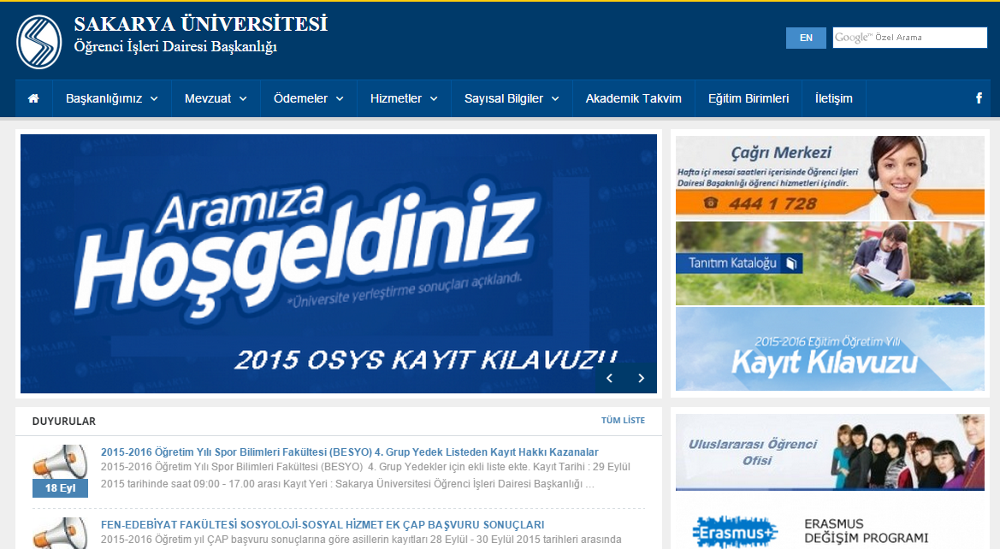 SAKARYA ÜNİVERSİTESİ
Öğrenci İşleri Dairesi Başkanlığı
EN
Google™ Özel Arama
Başkanlığımız
Mevzuat
Ödemeler
Hizmetler
Sayısal Bilgiler
Akademik Takvim
Eğitim Birimleri
İletişim
Aramıza
Hoşgeldiniz
*Üniversite yerleştirme sonuçları açıklandı.
2015 OSYS KAYIT KILAVUZU
Çağrı Merkezi
Hafta içi mesai saatleri içerisinde Öğrenci İşleri
Dairesi Başaknlığı öğrenci hizmetleri içindir.
444 1 728
Tanıtım Kataloğu
2015-2016 Eğitim Öğretim Yılı
Kayıt Kılavuzu
DUYURULAR
TÜM LİSTE
18 Eyl
2015-2016 Öğretim Yılı Spor Bilimleri Fakültesi (BESYO) 4. Grup Yedek Listeden Kayıt Hakkı Kazanalar
2015-2016 Öğretim Yılı Spor Bilimleri Fakültesi (BESYO) 4. Grup Yedekler için ekli liste ekte. Kayıt Tarihi : 29 Eylül
2015 tarihinde saat 09:00 - 17.00 arası Kayıt Yeri : Sakarya Üniversitesi Öğrenci İşleri Dairesi Başkanlığı ...
FEN-EDEBİYAT FAKÜLTESİ SOSYOLOJİ-SOSYAL HİZMET EK ÇAP BAŞVURU SONUÇLARI
2015-2016 Öğretim yıl ÇAP başvuru sonuçlarına göre asillerin kayıtları 28 Eylül - 30 Eylül 2015 tarihleri arasında
Uluslararası Öğrenci
Ofisi
Erasmus+
ERASMUS
DEĞİŞİM PROGRAMI